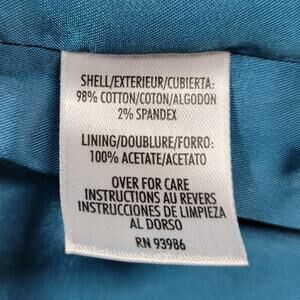 SHELL/EXTERIEUR/CUBIERTA:
98% COTTON/COTON/ALGODON
2% SPANDEX
LINING/DOUBLURE/FORRO:
100% ACETATE/ACETATO
OVER FOR CARE
INSTRUCTIONS AU REVERS
INSTRUCCIONES DE LIMPIEZA
AL DORSO
RN 93986